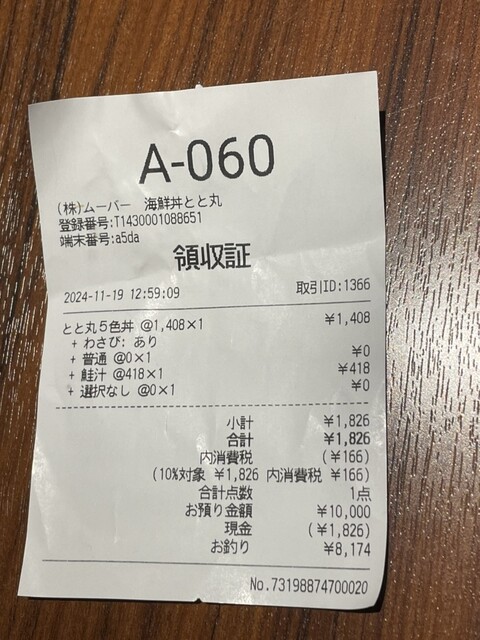 A-060
(株)ムーバー 海鮮丼とと丸
登録番号:T1430001088651
端末番号:a5da
領収証
2024-11-19 12:59:09 取引ID:1366
とと丸5色丼 @1,408×1 ¥1,408
+ わさび: あり
+ 普通 @0×1 ¥0
+ 鮭汁 @418×1 ¥418
+ 選択なし @0×1 ¥0
小計 ¥1,826
合計 ¥1,826
内消費税 (¥166)
(10%対象 ¥1,826 内消費税 ¥166)
合計点数 1点
お預り金額 ¥10,000
現金 (¥1,826)
お釣り ¥8,174
No.73198874700020